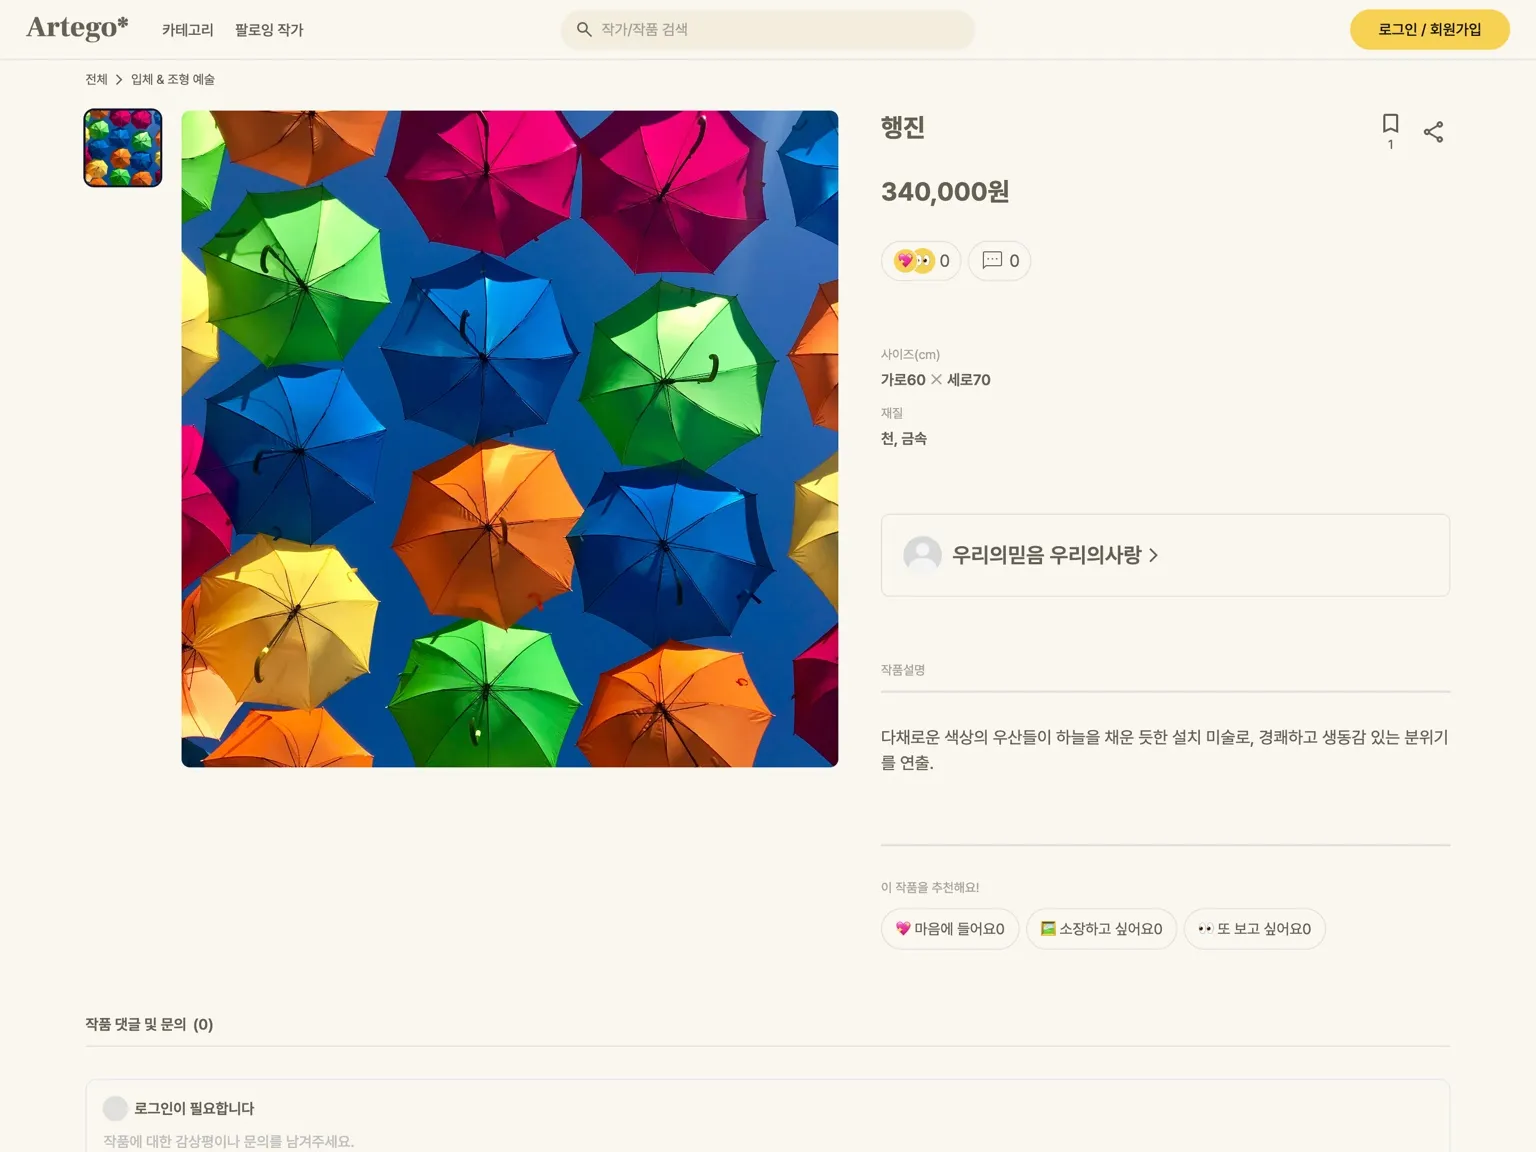 Artego*
카테고리
팔로잉 작가
작가/작품 검색
로그인 / 회원가입
전체 > 입체 & 조형 예술
행진
1
340,000원
0
0
사이즈(cm)
가로60 × 세로70
재질
천, 금속
우리의믿음 우리의사랑 >
작품설명
다채로운 색상의 우산들이 하늘을 채운 듯한 설치 미술로, 경쾌하고 생동감 있는 분위기
를 연출.
이 작품을 추천해요!
💖 마음에 들어요0
🖼️ 소장하고 싶어요0
👀 또 보고 싶어요0
작품 댓글 및 문의 (0)
로그인이 필요합니다
작품에 대한 감상평이나 문의를 남겨주세요.